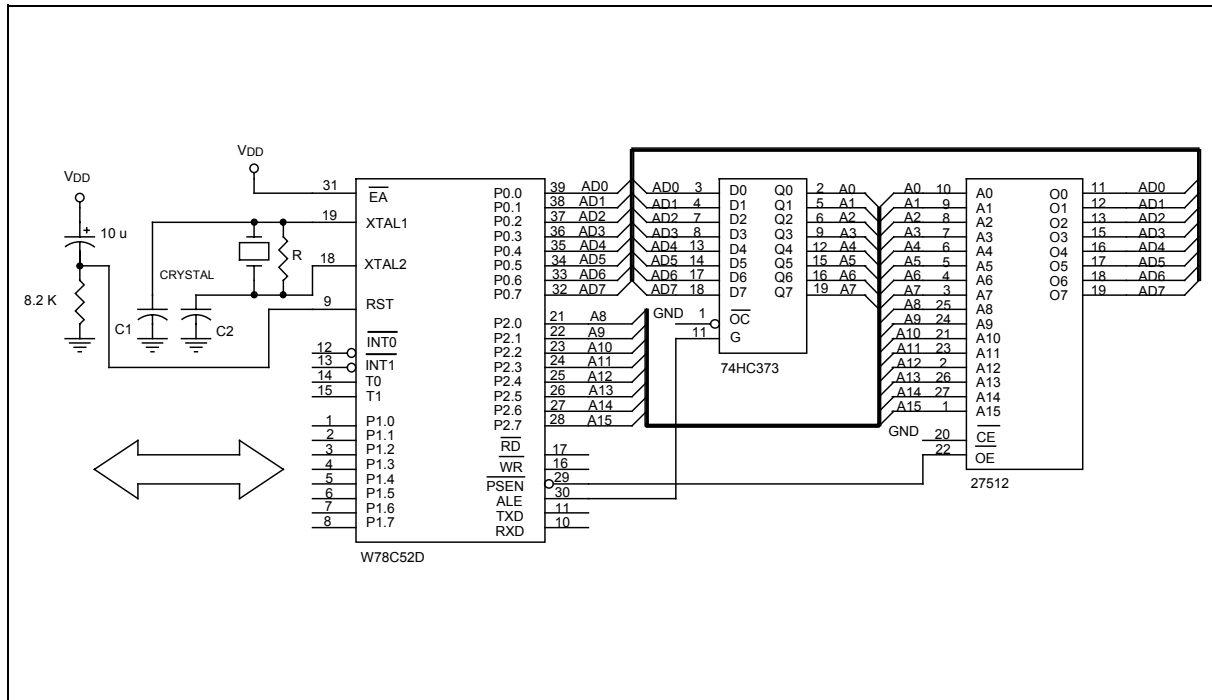 VDD
10 u
8.2 K
VDD
CRYSTAL
R
C1
C2
31 EA
19 XTAL1
18 XTAL2
9 RST
12 INT0
13 INT1
14 T0
15 T1
1 P1.0
2 P1.1
3 P1.2
4 P1.3
5 P1.4
6 P1.5
7 P1.6
8 P1.7
P0.0 39 AD0
P0.1 38 AD1
P0.2 37 AD2
P0.3 36 AD3
P0.4 35 AD4
P0.5 34 AD5
P0.6 33 AD6
P0.7 32 AD7
P2.0 21 A8
P2.1 22 A9
P2.2 23 A10
P2.3 24 A11
P2.4 25 A12
P2.5 26 A13
P2.6 27 A14
P2.7 28 A15
RD 17
WR 16
PSEN 29
ALE 30
TXD 11
RXD 10
W78C52D
AD0 3 D0 Q0 2 A0
AD1 4 D1 Q1 5 A1
AD2 7 D2 Q2 6 A2
AD3 8 D3 Q3 9 A3
AD4 13 D4 Q4 12 A4
AD5 14 D5 Q5 15 A5
AD6 17 D6 Q6 16 A6
AD7 18 D7 Q7 19 A7
GND 1 OC
11 G
74HC373
A0 10 A0 O0 11 AD0
A1 9 A1 O1 12 AD1
A2 8 A2 O2 13 AD2
A3 7 A3 O3 15 AD3
A4 6 A4 O4 16 AD4
A5 5 A5 O5 17 AD5
A6 4 A6 O6 18 AD6
A7 3 A7 O7 19 AD7
A8 25 A8
A9 24 A9
A10 21 A10
A11 23 A11
A12 2 A12
A13 26 A13
A14 27 A14
A15 1 A15
GND 20 CE
22 OE
27512